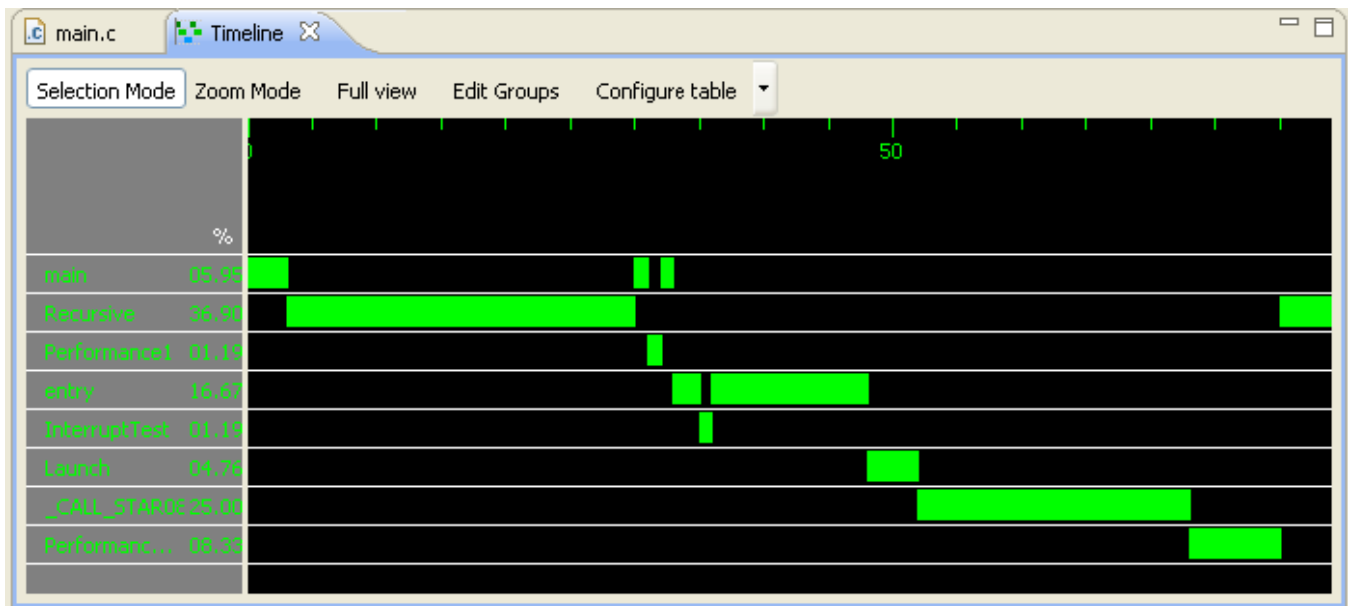 main.c Timeline
Selection Mode Zoom Mode Full view Edit Groups Configure table
0 50
%
main 05.95
Recursive 36.90
Performance1 01.19
entry 16.67
InterruptTest 01.19
Launch 04.76
_CALL_STAR08 25.00
Performanc... 08.33